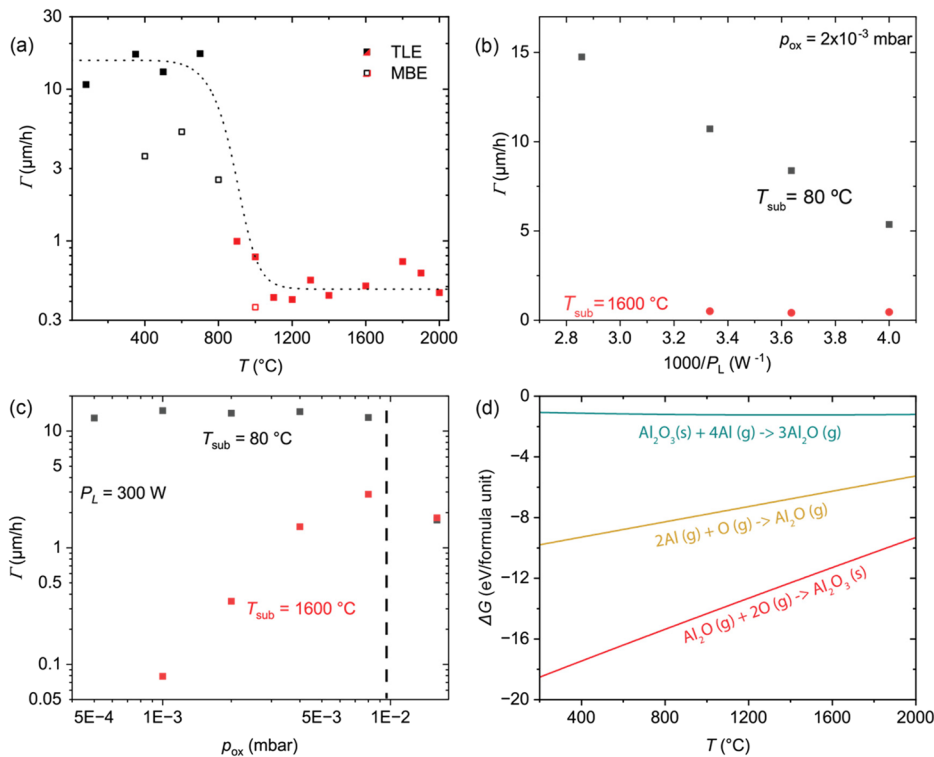 (a)
30
10
3
1
0.3
Γ (µm/h)
TLE
MBE
0
400
800
1200
1600
2000
T (°C)
(b)
p_ox = 2x10^-3 mbar
15
10
5
0
Γ (µm/h)
T_sub = 80 ºC
T_sub = 1600 °C
2.8
3.0
3.2
3.4
3.6
3.8
4.0
1000/P_L (W^-1)
(c)
10
5
1
0.5
0.1
0.05
Γ (µm/h)
T_sub = 80 °C
P_L = 300 W
T_sub = 1600 °C
5E−4
1E−3
5E−3
1E−2
p_ox (mbar)
(d)
0
−4
−8
−12
−16
−20
ΔG (eV/formula unit)
Al₂O₃(s) + 4Al (g) -> 3Al₂O (g)
2Al (g) + O (g) -> Al₂O (g)
Al₂O (g) + 2O (g) -> Al₂O₃ (s)
400
800
1200
1600
2000
T (°C)